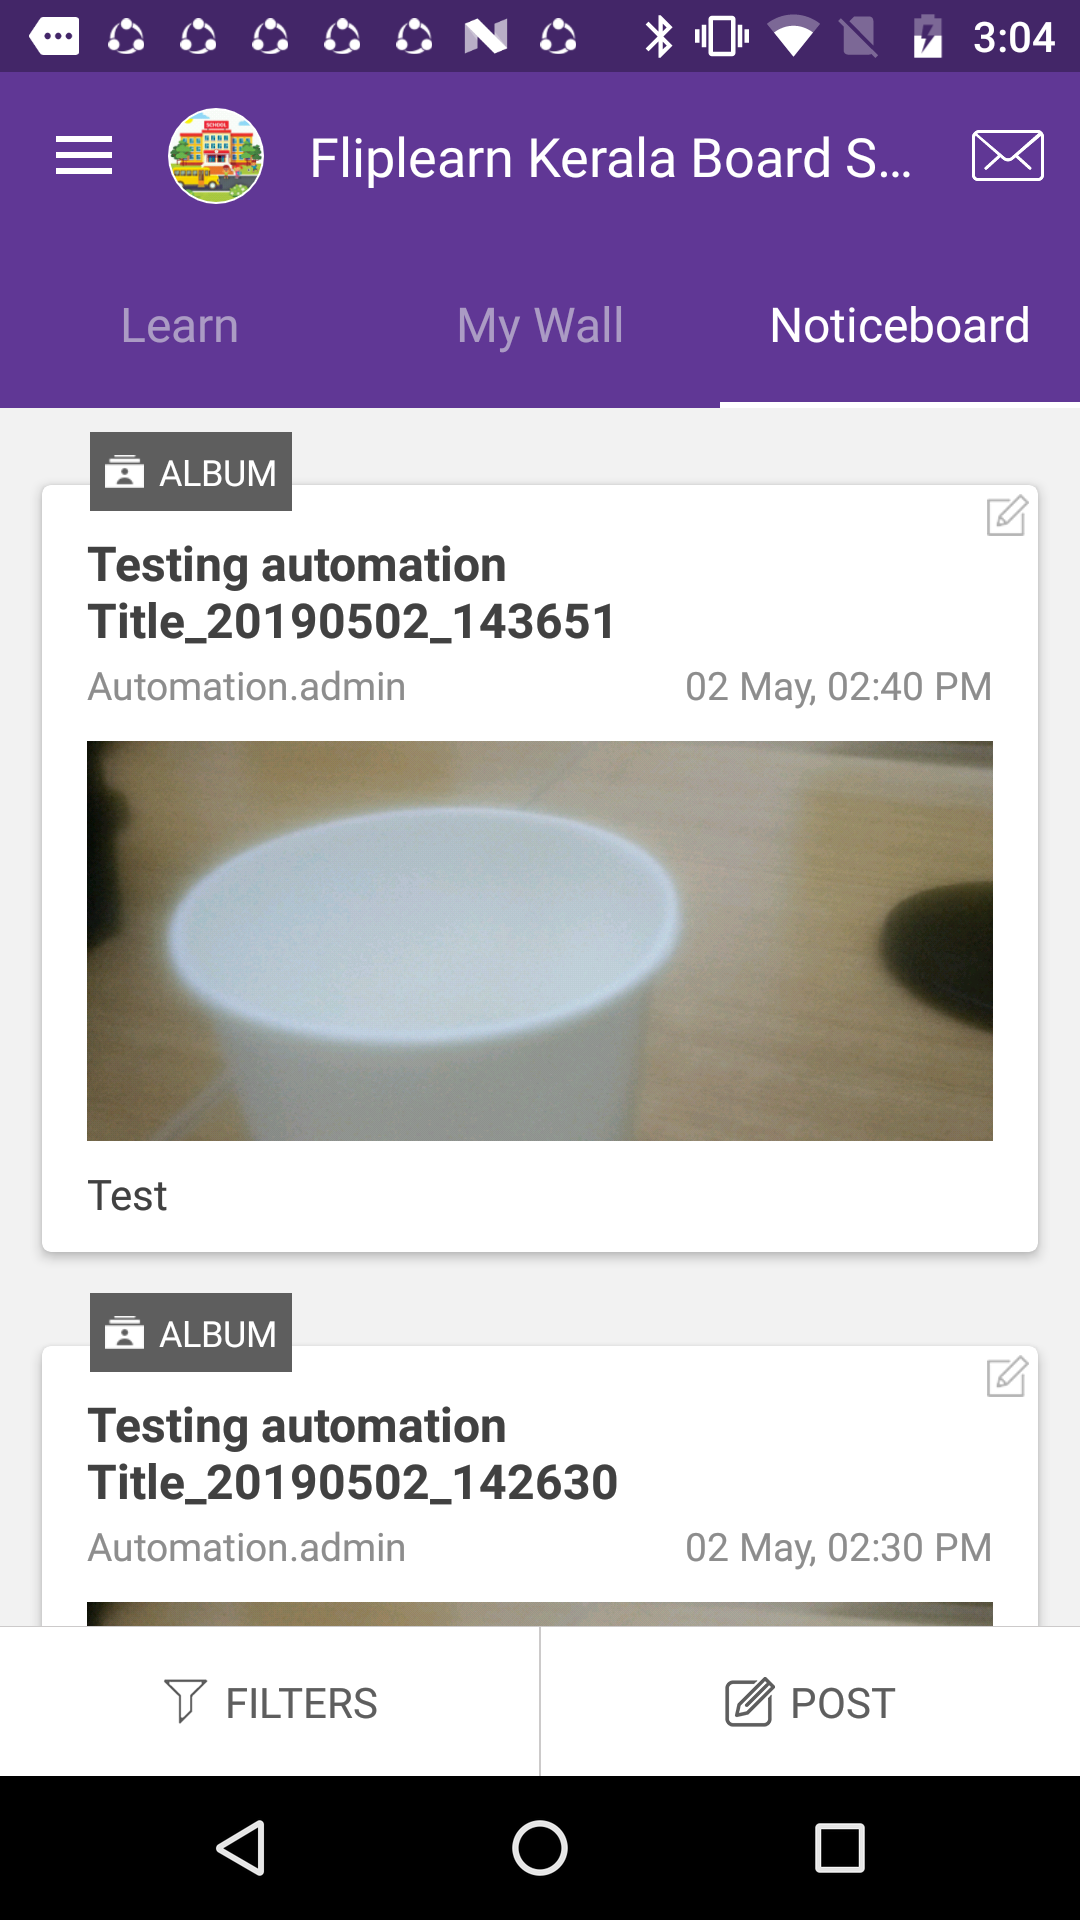 3:04
Fliplearn Kerala Board S...
Learn
My Wall
Noticeboard
ALBUM
Testing automation
Title_20190502_143651
Automation.admin
02 May, 02:40 PM
Test
ALBUM
Testing automation
Title_20190502_142630
Automation.admin
02 May, 02:30 PM
FILTERS
POST